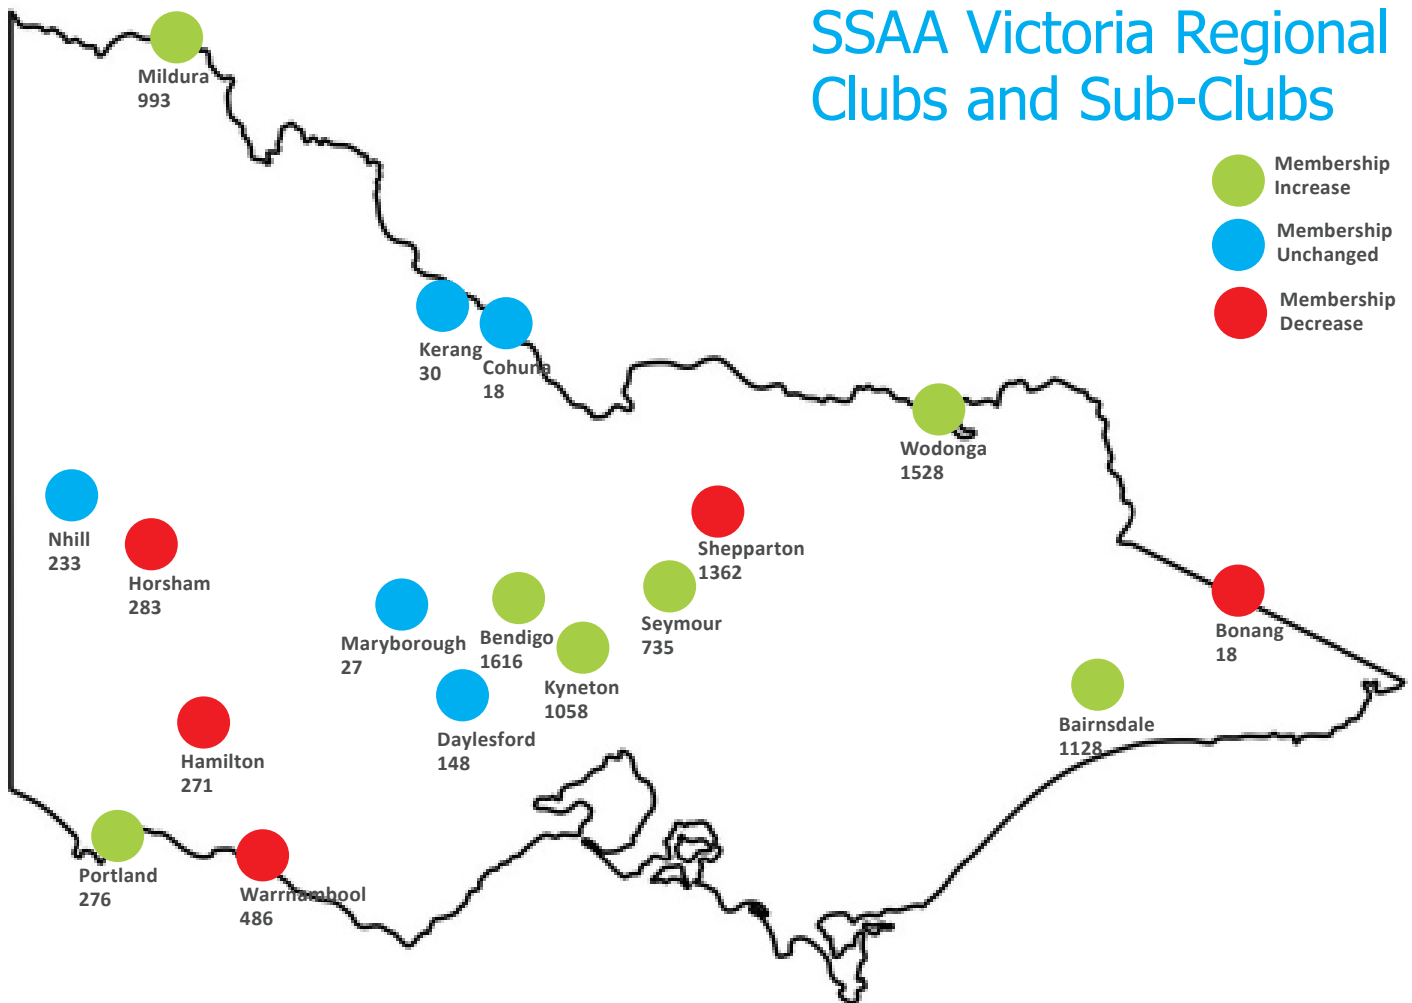 SSAA Victoria Regional
Clubs and Sub-Clubs
Membership
Increase
Membership
Unchanged
Membership
Decrease
Mildura
993
Kerang
30
Cohuna
18
Wodonga
1528
Nhill
233
Horsham
283
Shepparton
1362
Maryborough
27
Bendigo
1616
Seymour
735
Kyneton
1058
Bonang
18
Daylesford
148
Bairnsdale
1128
Hamilton
271
Portland
276
Warrnambool
486